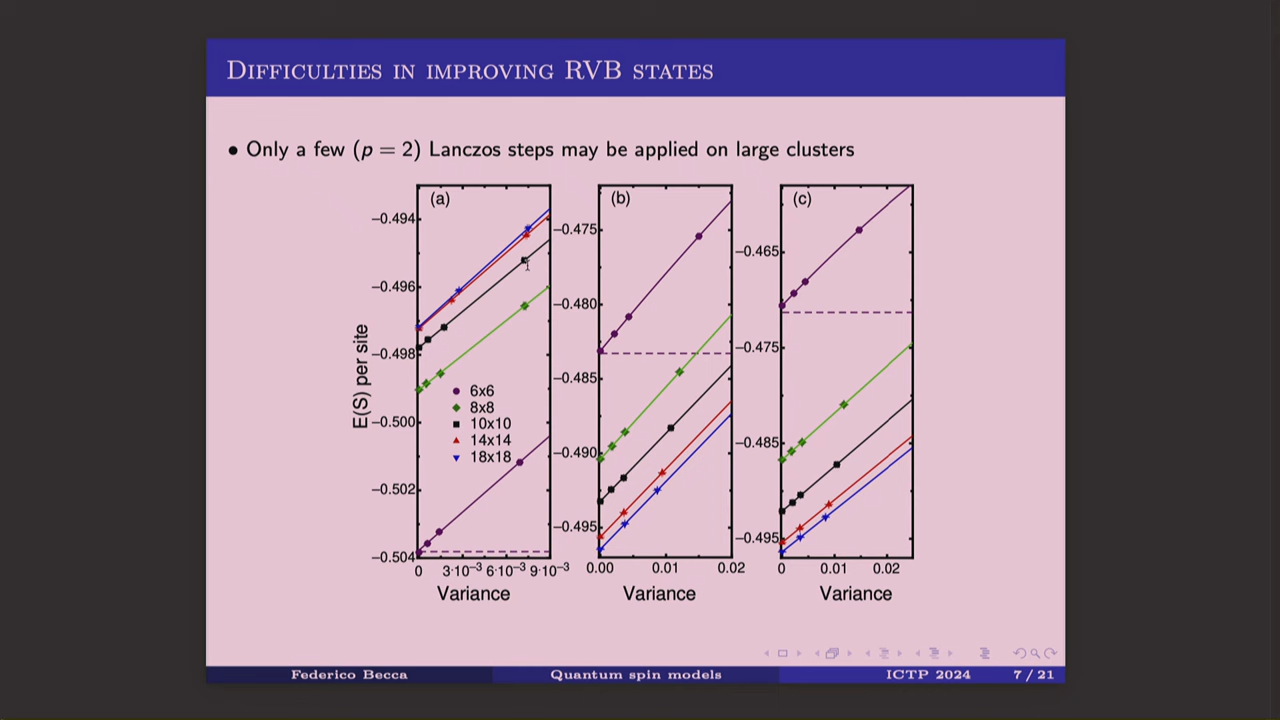 DIFFICULTIES IN IMPROVING RVB STATES
• Only a few (p = 2) Lanczos steps may be applied on large clusters
(a)
(b)
(c)
E(S) per site
−0.494
−0.496
−0.498
−0.500
−0.502
−0.504
6x6
8x8
10x10
14x14
18x18
0 3·10⁻³ 6·10⁻³ 9·10⁻³
Variance
−0.475
−0.480
−0.485
−0.490
−0.495
0.00 0.01 0.02
Variance
−0.465
−0.475
−0.485
−0.495
0 0.01 0.02
Variance
Federico Becca Quantum spin models ICTP 2024 7 / 21